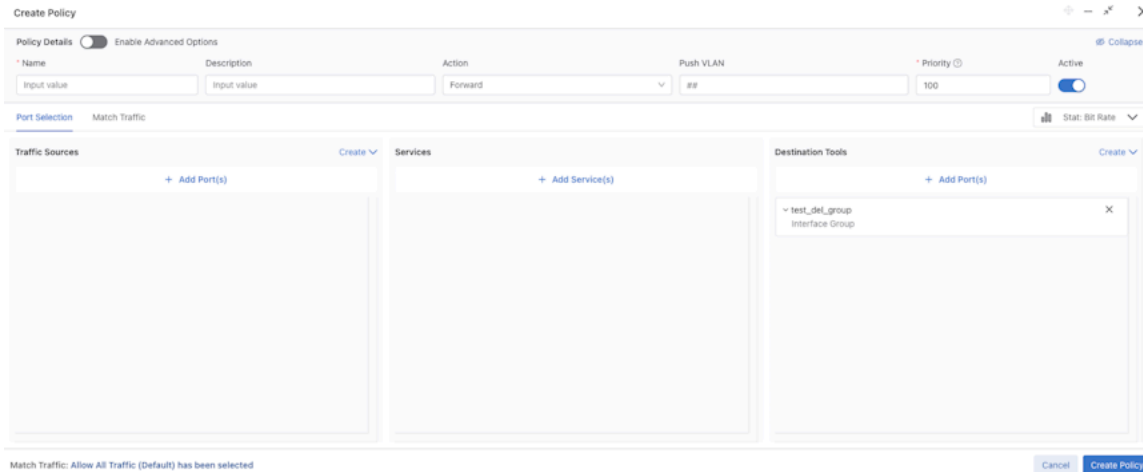 Create Policy
Policy Details Enable Advanced Options Collapse
* Name Description Action Push VLAN * Priority Active
Input value Input value Forward ## 100
Port Selection Match Traffic Stat: Bit Rate
Traffic Sources Create Services Destination Tools Create
+ Add Port(s) + Add Service(s) + Add Port(s)
test_del_group
Interface Group
Match Traffic: Allow All Traffic (Default) has been selected Cancel Create Policy